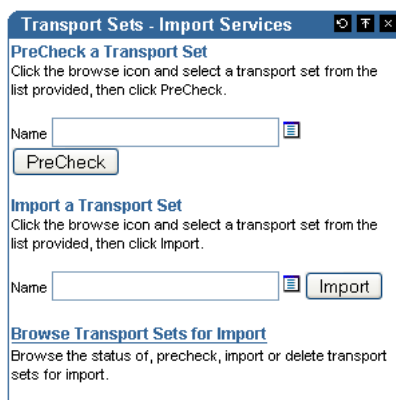 Transport Sets - Import Services
PreCheck a Transport Set
Click the browse icon and select a transport set from the
list provided, then click PreCheck.
Name
PreCheck
Import a Transport Set
Click the browse icon and select a transport set from the
list provided, then click Import.
Name Import
Browse Transport Sets for Import
Browse the status of, precheck, import or delete transport
sets for import.